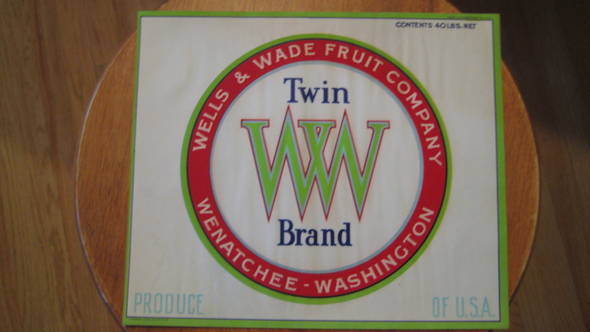 CONTENTS 40 LBS. NET
WELLS & WADE FRUIT COMPANY
Twin
WW
Brand
WENATCHEE - WASHINGTON
PRODUCE OF U.S.A.